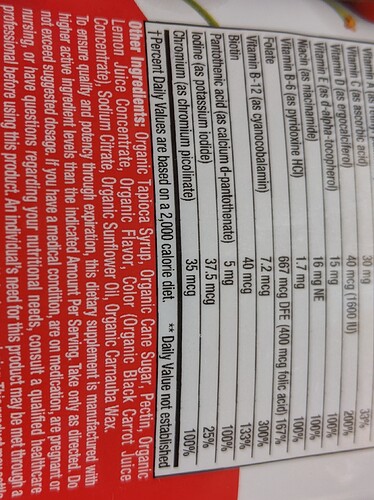 Vitamin A (as
Vitamin C (as ascorbic acid) 30 mg 33%
Vitamin D (as ergocalciferol) 40 mcg (1600 IU) 200%
Vitamin E (as d-alpha-tocopherol) 15 mg 100%
Niacin (as niacinamide) 16 mg NE 100%
Vitamin B-6 (as pyridoxine HCl) 1.7 mg 100%
Folate 667 mcg DFE (400 mcg folic acid) 167%
Vitamin B-12 (as cyanocobalamin) 7.2 mcg 300%
Biotin 40 mcg 133%
Pantothenic acid (as calcium d-pantothenate) 5 mg 100%
Iodine (as potassium iodide) 37.5 mcg 25%
Chromium (as chromium picolinate) 35 mcg 100%
†Percent Daily Values are based on a 2,000 calorie diet. ** Daily Value not established
Other Ingredients: Organic Tapioca Syrup, Organic Cane Sugar, Pectin, Organic
Lemon Juice Concentrate, Organic Flavor, Color (Organic Black Carrot Juice
Concentrate), Sodium Citrate, Organic Sunflower Oil, Organic Carnauba Wax.
To ensure quality and potency through expiration, this dietary supplement is manufactured with
higher active ingredient levels than the indicated Amount Per Serving. Take only as directed. Do
not exceed suggested dosage. If you have a medical condition, are on medication, are pregnant or
nursing, or have questions regarding your nutritional needs, consult a qualified healthcare
professional before using this product. An individual's need for this product may be met through a